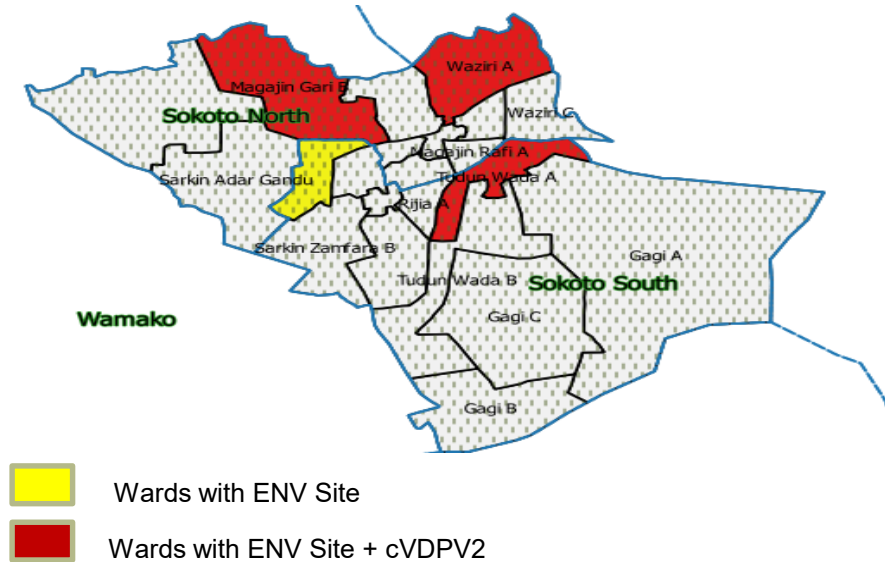 Waziri A
Magajin Gari B
Waziri C
Sokoto North
Magajin Rafi A
Tudun Wada A
Sarkin Adar Gandu
Rijia A
Sarkin Zamfara B
Gagi A
Tudun Wada B
Sokoto South
Wamako
Gagi C
Gagi B
Wards with ENV Site
Wards with ENV Site + cVDPV2